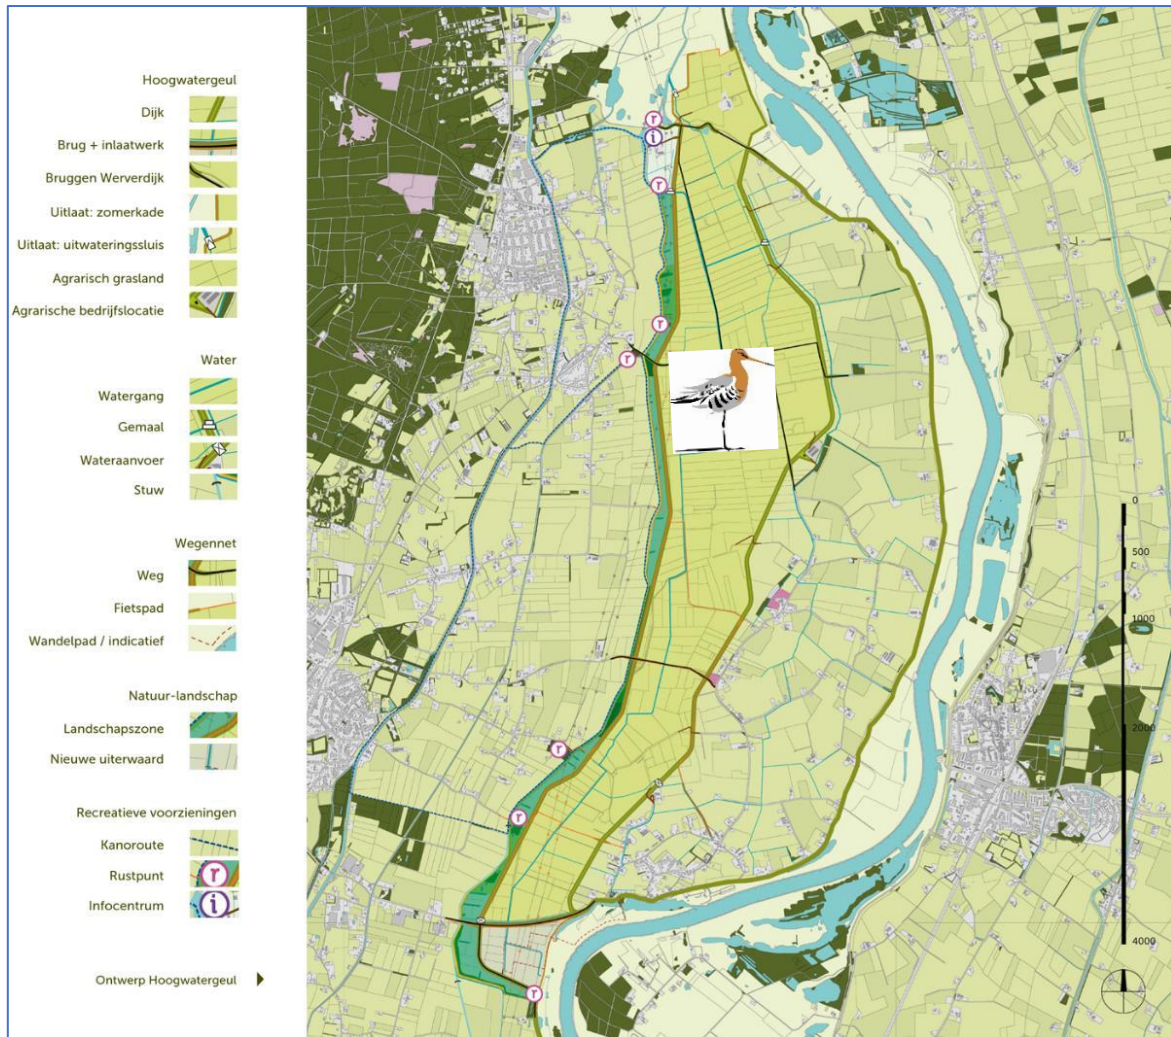 Hoogwatergeul
Dijk
Brug + inlaatwerk
Bruggen Werverdijk
Uitlaat: zomerkade
Uitlaat: uitwateringssluis
Agrarisch grasland
Agrarische bedrijfslocatie
Water
Watergang
Gemaal
Wateraanvoer
Stuw
Wegennet
Weg
Fietspad
Wandelpad / indicatief
Natuur-landschap
Landschapszone
Nieuwe uiterwaard
Recreatieve voorzieningen
Kanoroute
Rustpunt r
Infocentrum i
Ontwerp Hoogwatergeul
r
i
r
r
r
r
r
r
0
500
1000
2000
4000